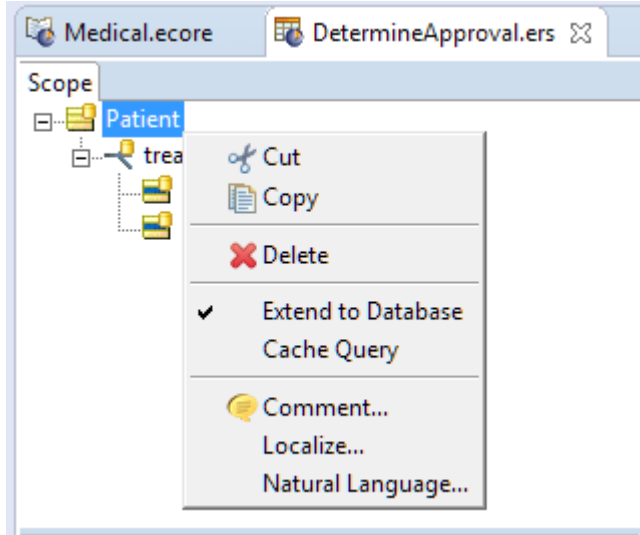 Medical.ecore
DetermineApproval.ers
Scope
Patient
trea
Cut
Copy
Delete
Extend to Database
Cache Query
Comment...
Localize...
Natural Language...